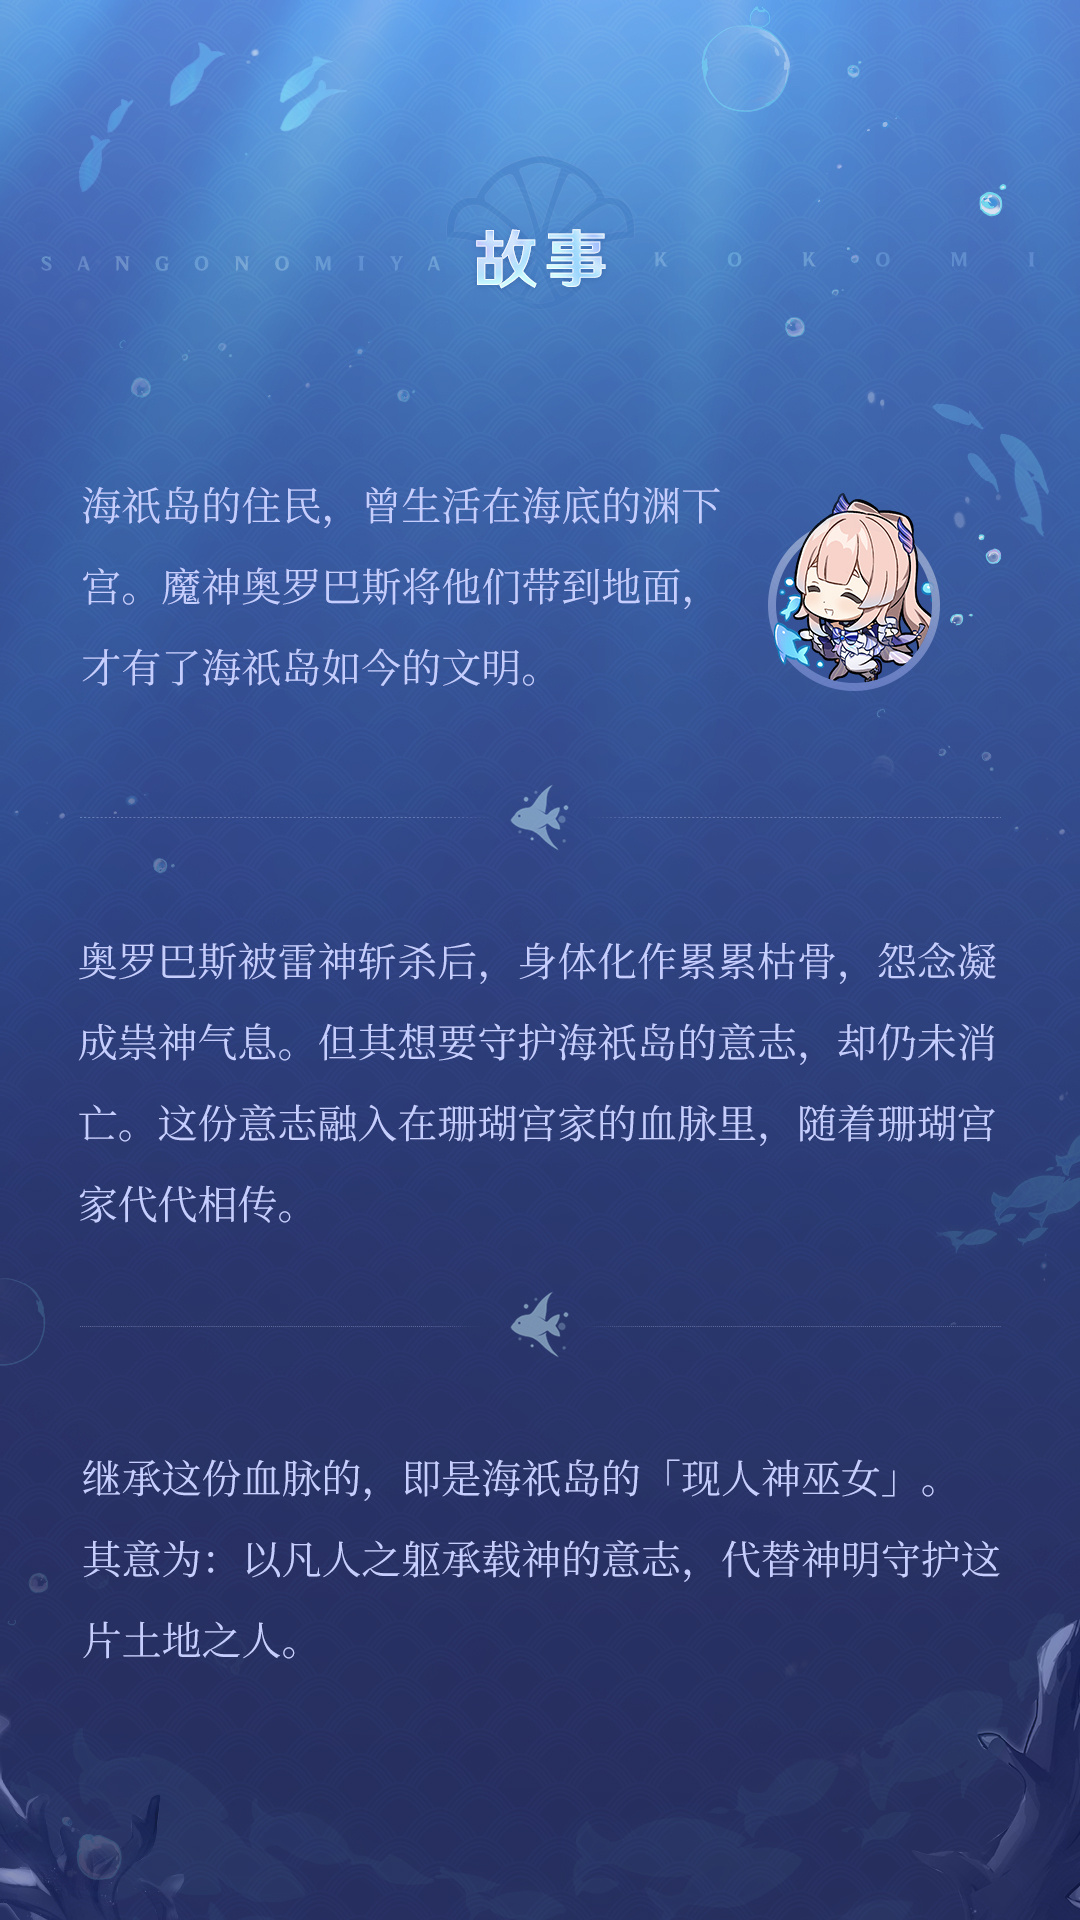 SANGONOMIYA 故事 KOKOMI
海祇岛的住民，曾生活在海底的渊下
宫。魔神奥罗巴斯将他们带到地面，
才有了海祇岛如今的文明。
奥罗巴斯被雷神斩杀后，身体化作累累枯骨，怨念凝
成祟神气息。但其想要守护海祇岛的意志，却仍未消
亡。这份意志融入在珊瑚宫家的血脉里，随着珊瑚宫
家代代相传。
继承这份血脉的，即是海祇岛的「现人神巫女」。
其意为：以凡人之躯承载神的意志，代替神明守护这
片土地之人。